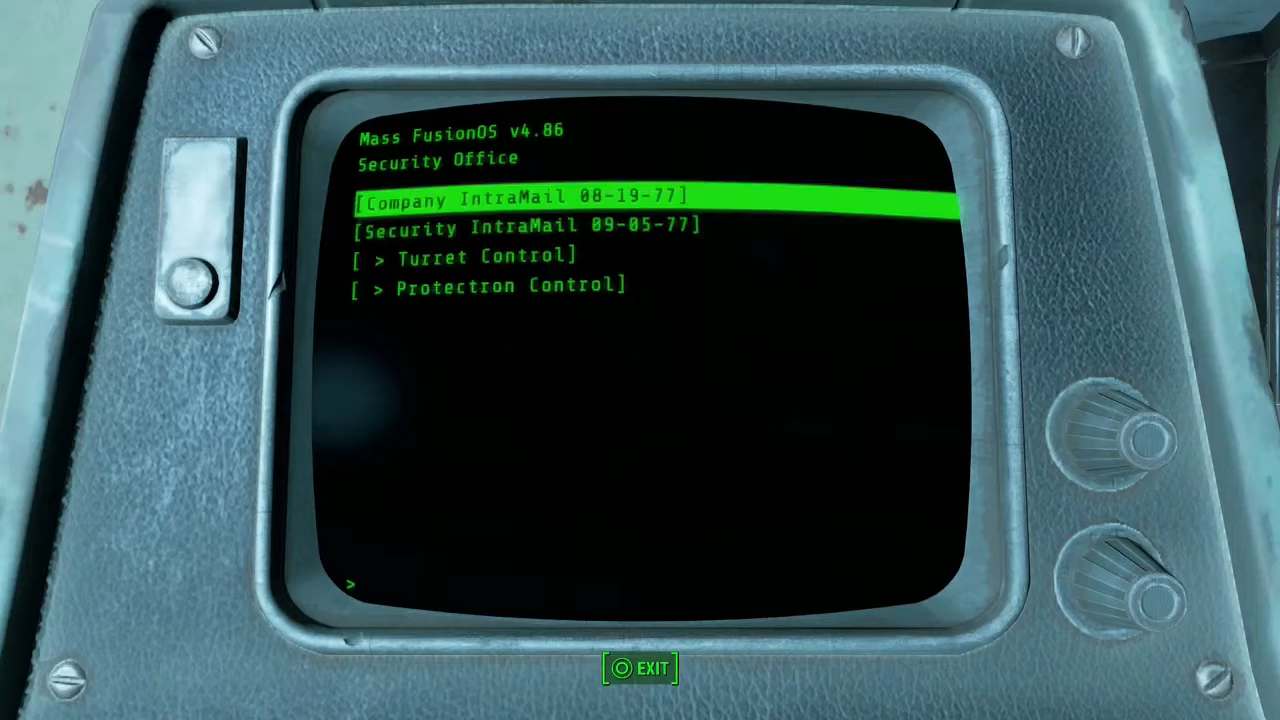 Mass FusionOS v4.86
Security Office
[Company IntraMail 08-19-77]
[Security IntraMail 09-05-77]
[ > Turret Control]
[ > Protectron Control]
>
EXIT